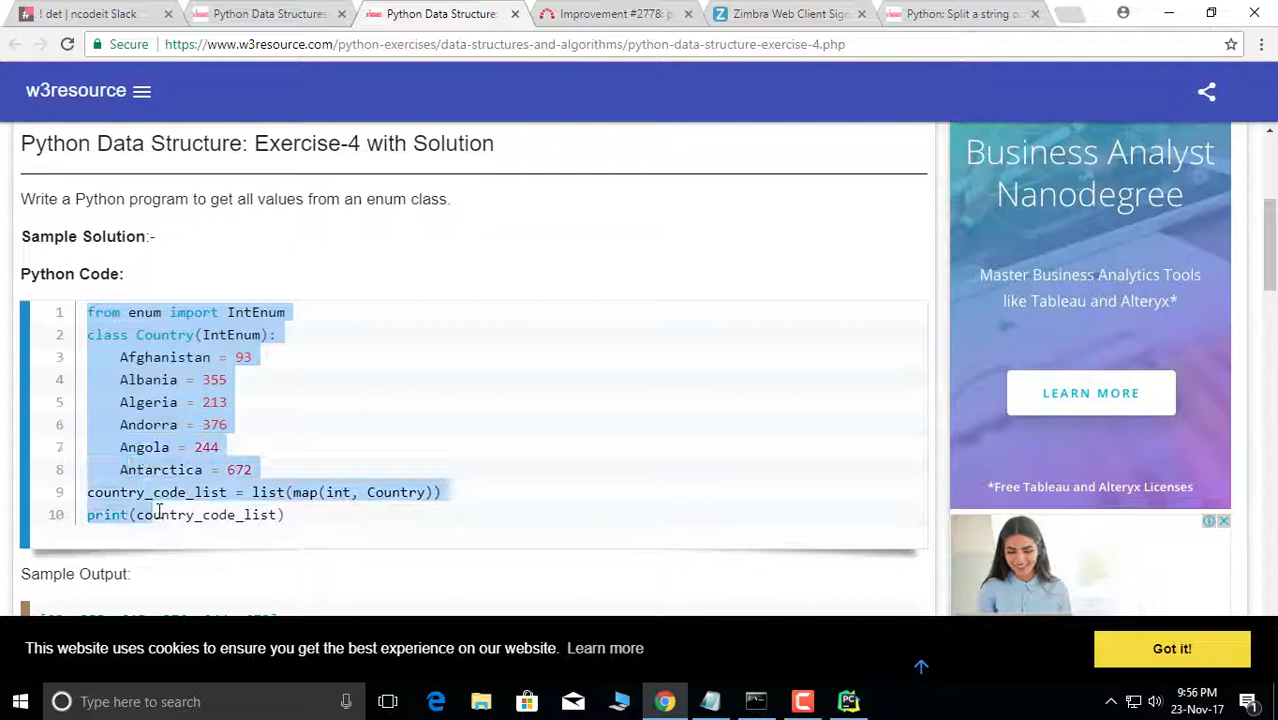 ! det | ncodeit Slack
Python Data Structures
Python Data Structure:
Improvement #2778: p
Zimbra Web Client Sig
Python: Split a string o
Secure
https://www.w3resource.com/python-exercises/data-structures-and-algorithms/python-data-structure-exercise-4.php
w3resource
Python Data Structure: Exercise-4 with Solution
Write a Python program to get all values from an enum class.
Sample Solution:-
Python Code:
1 from enum import IntEnum
2 class Country(IntEnum):
3 Afghanistan = 93
4 Albania = 355
5 Algeria = 213
6 Andorra = 376
7 Angola = 244
8 Antarctica = 672
9 country_code_list = list(map(int, Country))
10 print(country_code_list)
Sample Output:
Business Analyst
Nanodegree
Master Business Analytics Tools
like Tableau and Alteryx*
LEARN MORE
*Free Tableau and Alteryx Licenses
This website uses cookies to ensure you get the best experience on our website. Learn more
Got it!
Type here to search
9:56 PM
23-Nov-17
1